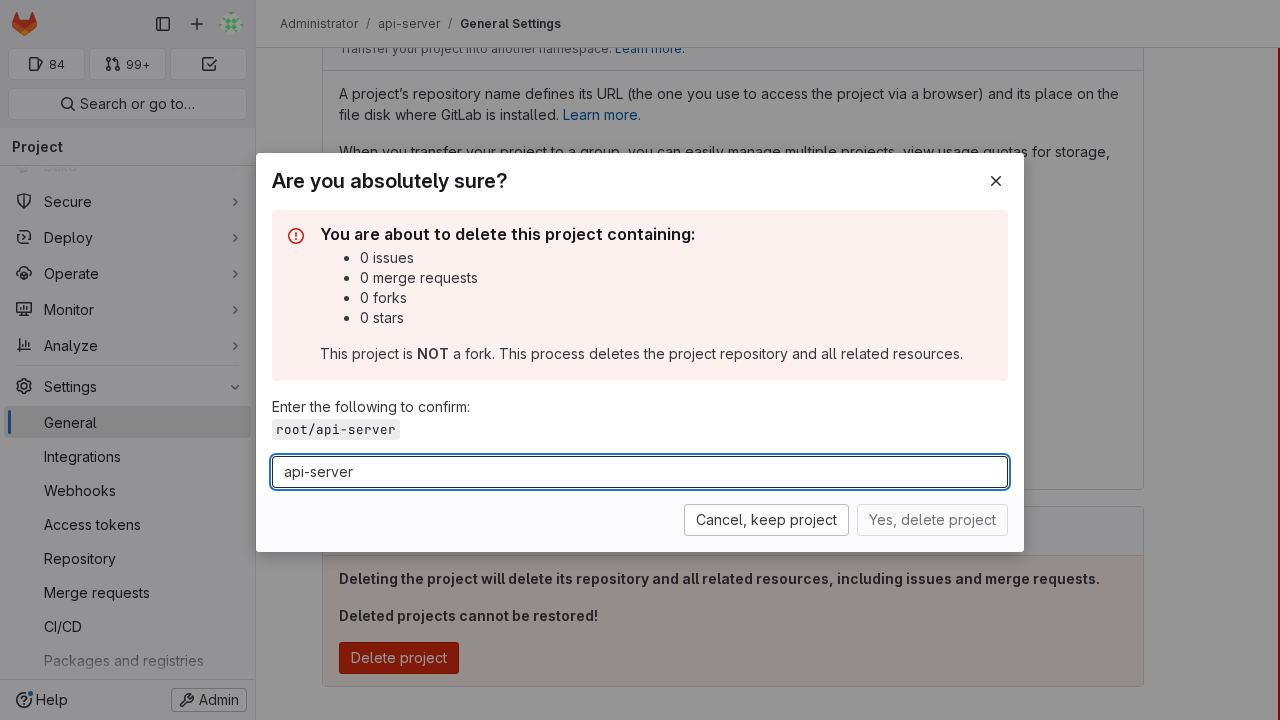 Administrator / api-server / General Settings
84
99+
Search or go to…
Project
Build
Secure
Deploy
Operate
Monitor
Analyze
Settings
General
Integrations
Webhooks
Access tokens
Repository
Merge requests
CI/CD
Packages and registries
Help
Admin
Transfer your project into another namespace. Learn more.
A project’s repository name defines its URL (the one you use to access the project via a browser) and its place on the
file disk where GitLab is installed. Learn more.
When you transfer your project to a group, you can easily manage multiple projects, view usage quotas for storage,
Are you absolutely sure?
You are about to delete this project containing:
0 issues
0 merge requests
0 forks
0 stars
This project is NOT a fork. This process deletes the project repository and all related resources.
Enter the following to confirm:
root/api-server
api-server
Cancel, keep project
Yes, delete project
Deleting the project will delete its repository and all related resources, including issues and merge requests.
Deleted projects cannot be restored!
Delete project